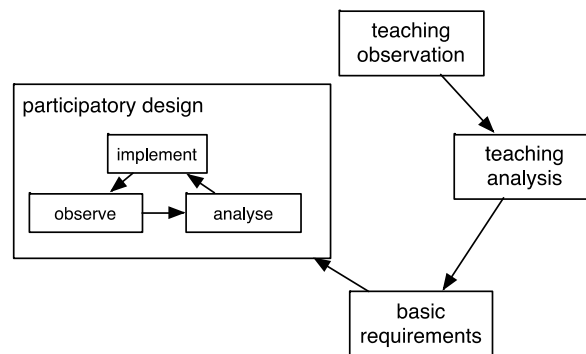 teaching
observation
participatory design
implement
observe
analyse
teaching
analysis
basic
requirements